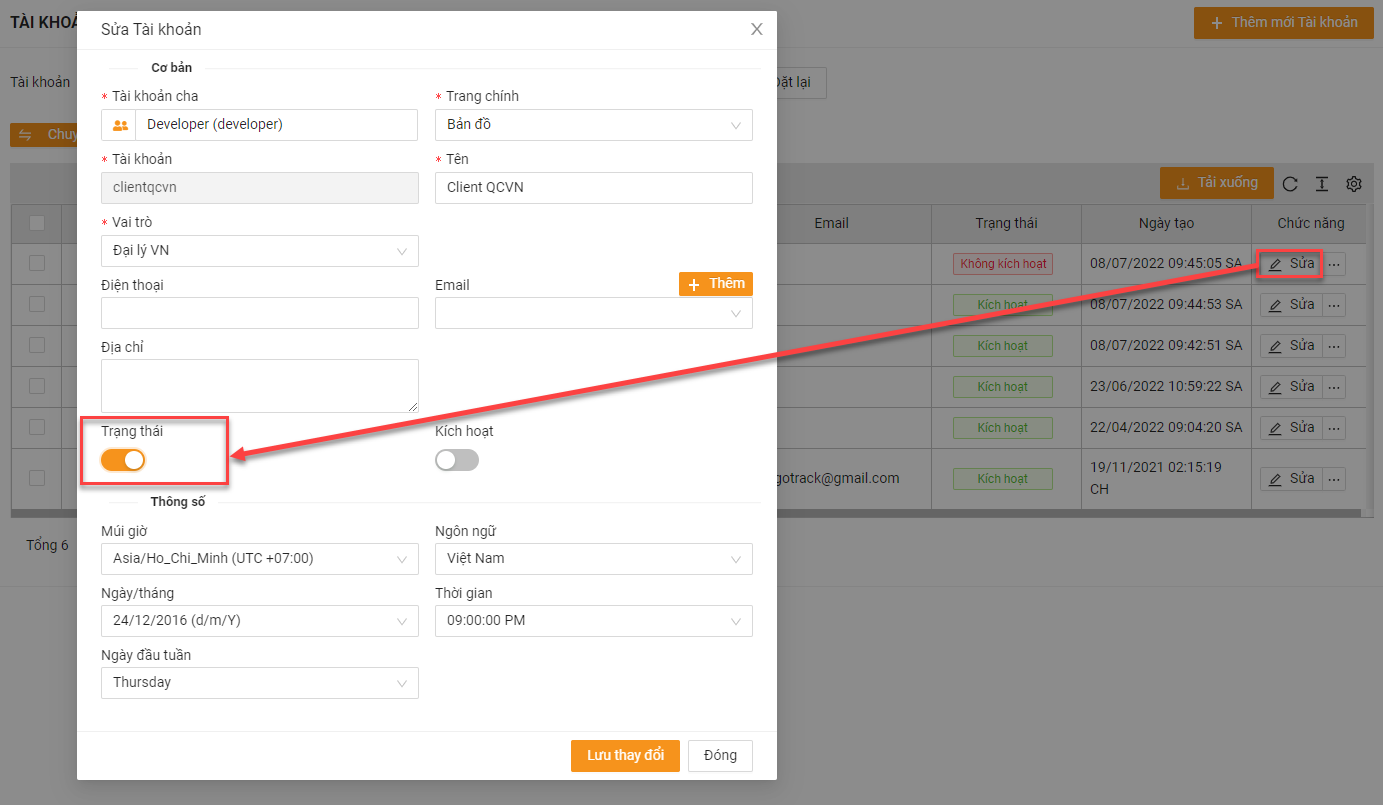 TÀI KHOẢ
Thêm mới Tài khoản
Sửa Tài khoản
Cơ bản
* Tài khoản cha
* Trang chính
Tài khoản
Developer (developer)
Bản đồ
Đặt lại
Chuy
* Tài khoản
* Tên
clientqcvn
Client QCVN
Tải xuống
* Vai trò
Đại lý VN
Email
Trạng thái
Ngày tạo
Chức năng
Không kích hoạt
08/07/2022 09:45:05 SA
Sửa
Điện thoại
Email
Thêm
Kích hoạt
08/07/2022 09:44:53 SA
Sửa
Địa chỉ
Kích hoạt
08/07/2022 09:42:51 SA
Sửa
Kích hoạt
23/06/2022 10:59:22 SA
Sửa
Trạng thái
Kích hoạt
Kích hoạt
22/04/2022 09:04:20 SA
Sửa
gotrack@gmail.com
Kích hoạt
19/11/2021 02:15:19
CH
Sửa
Thông số
Múi giờ
Ngôn ngữ
Tổng 6
Asia/Ho_Chi_Minh (UTC +07:00)
Việt Nam
Ngày/tháng
Thời gian
24/12/2016 (d/m/Y)
09:00:00 PM
Ngày đầu tuần
Thursday
Lưu thay đổi
Đóng